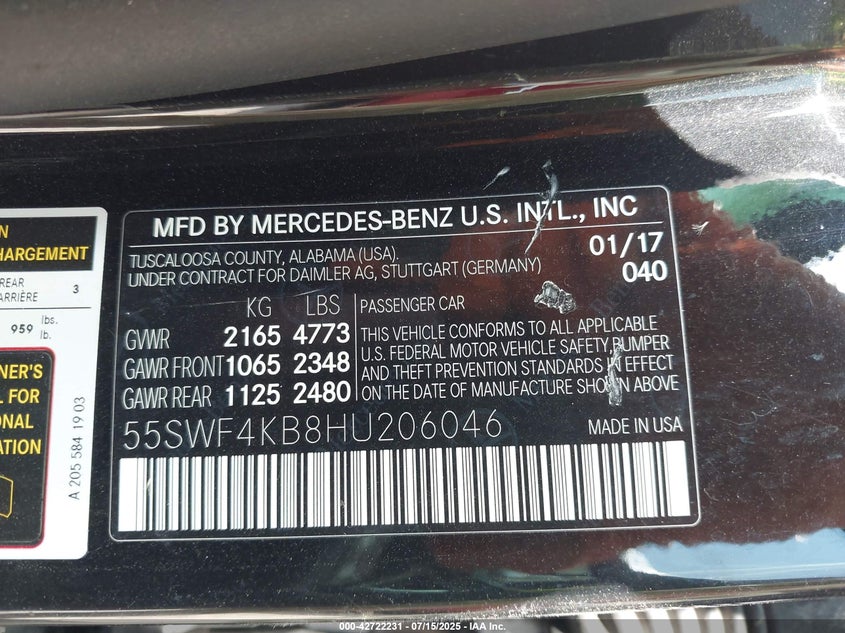 N
CHARGEMENT
REAR
ARRIÈRE 3
959 lbs.
lb.
NER'S
L FOR
ONAL
ATION
A 205 584 19 03
MFD BY MERCEDES-BENZ U.S. INTL., INC
TUSCALOOSA COUNTY, ALABAMA (USA). 01/17
UNDER CONTRACT FOR DAIMLER AG, STUTTGART (GERMANY) 040
KG LBS
GVWR 2165 4773
GAWR FRONT 1065 2348
GAWR REAR 1125 2480
PASSENGER CAR
THIS VEHICLE CONFORMS TO ALL APPLICABLE
U.S. FEDERAL MOTOR VEHICLE SAFETY, BUMPER
AND THEFT PREVENTION STANDARDS IN EFFECT
ON THE DATE OF MANUFACTURE SHOWN ABOVE
55SWF4KB8HU206046
MADE IN USA
000-42722231 - 07/15/2025 - IAA Inc.